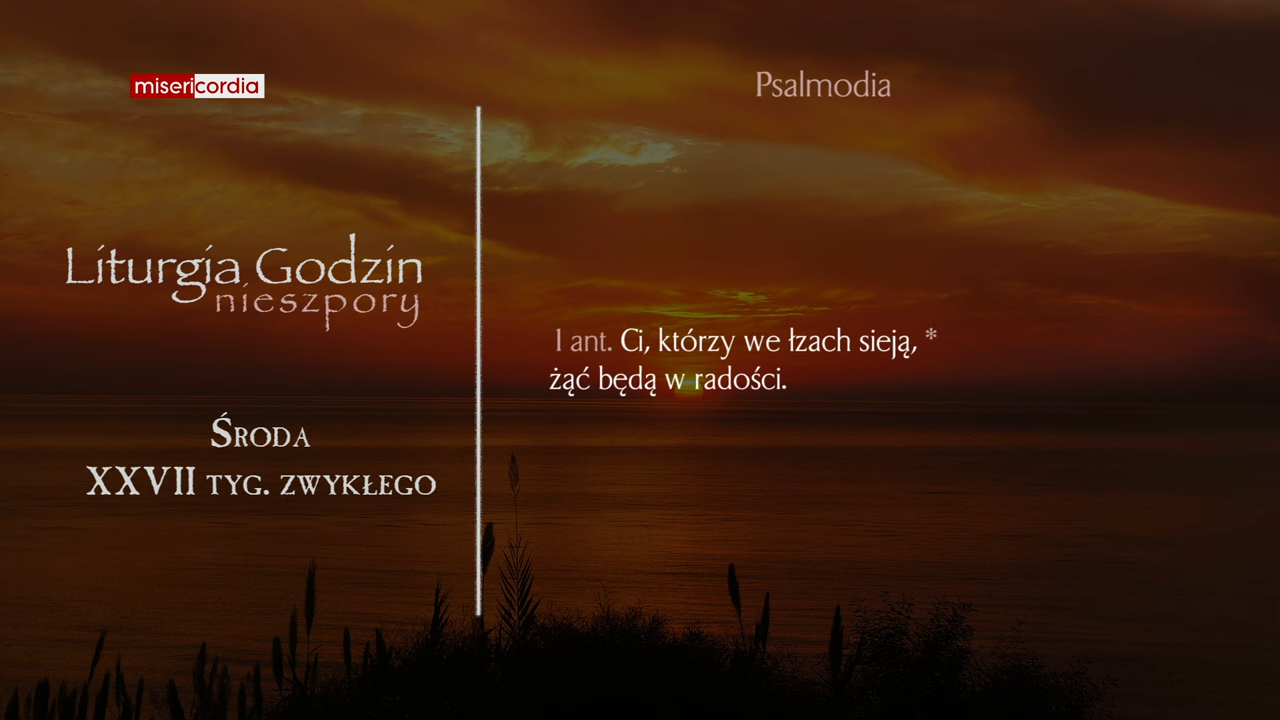 misericordia
Liturgia Godzin
nieszpory
Środa
XXVII tyg. zwykłego
Psalmodia
I ant. Ci, którzy we łzach sieją, *
żąć będą w radości.